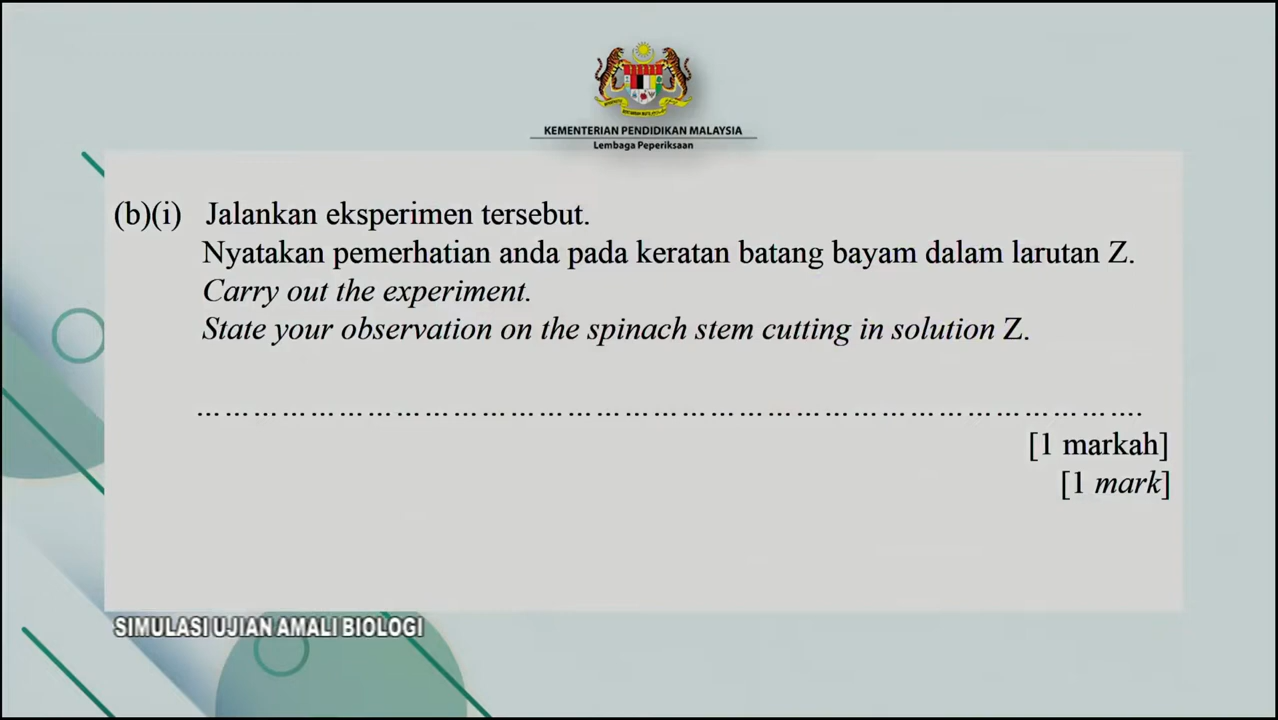 KEMENTERIAN PENDIDIKAN MALAYSIA
Lembaga Peperiksaan
(b)(i) Jalankan eksperimen tersebut.
Nyatakan pemerhatian anda pada keratan batang bayam dalam larutan Z.
Carry out the experiment.
State your observation on the spinach stem cutting in solution Z.
………………………………………………………………………………………….
[1 markah]
[1 mark]
SIMULASI UJIAN AMALI BIOLOGI